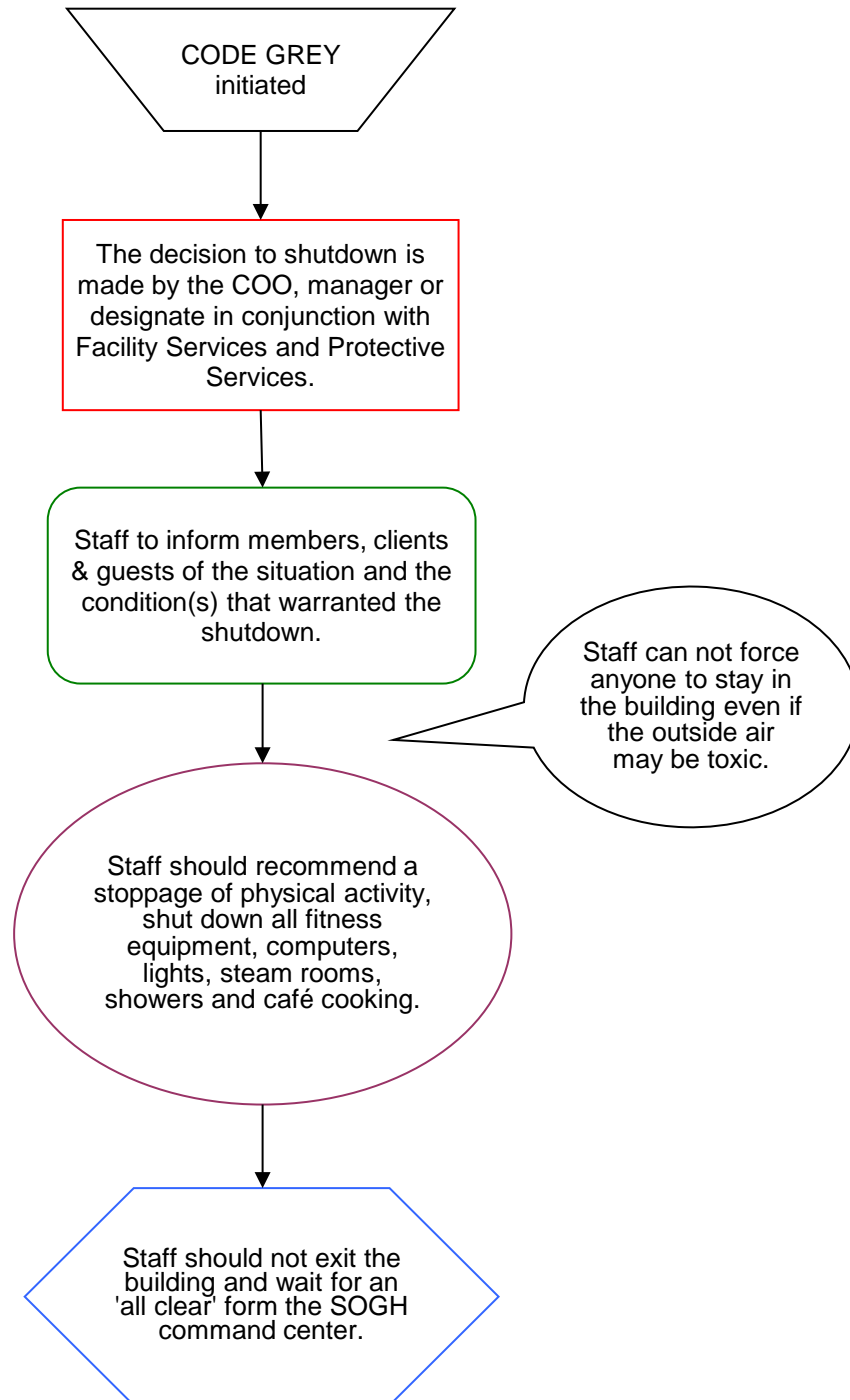 CODE GREY
initiated
The decision to shutdown is
made by the COO, manager or
designate in conjunction with
Facility Services and Protective
Services.
Staff to inform members, clients
& guests of the situation and the
condition(s) that warranted the
shutdown.
Staff can not force
anyone to stay in
the building even if
the outside air
may be toxic.
Staff should recommend a
stoppage of physical activity,
shut down all fitness
equipment, computers,
lights, steam rooms,
showers and café cooking.
Staff should not exit the
building and wait for an
'all clear' form the SOGH
command center.